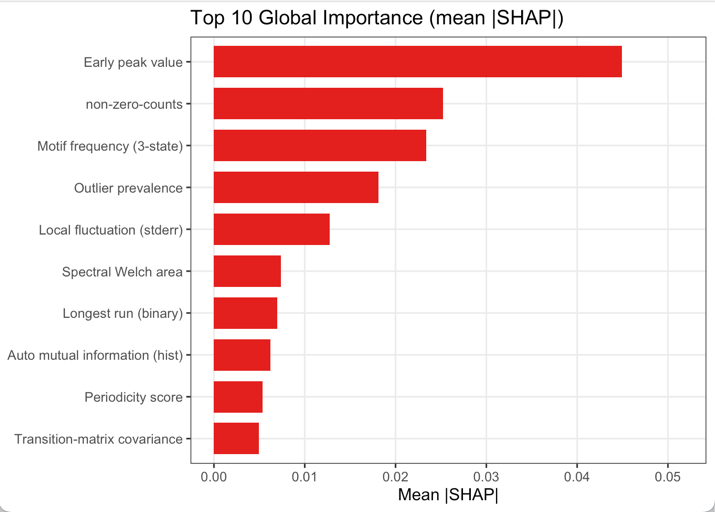 Top 10 Global Importance (mean |SHAP|)
Early peak value
non-zero-counts
Motif frequency (3-state)
Outlier prevalence
Local fluctuation (stderr)
Spectral Welch area
Longest run (binary)
Auto mutual information (hist)
Periodicity score
Transition-matrix covariance
0.00 0.01 0.02 0.03 0.04 0.05
Mean |SHAP|